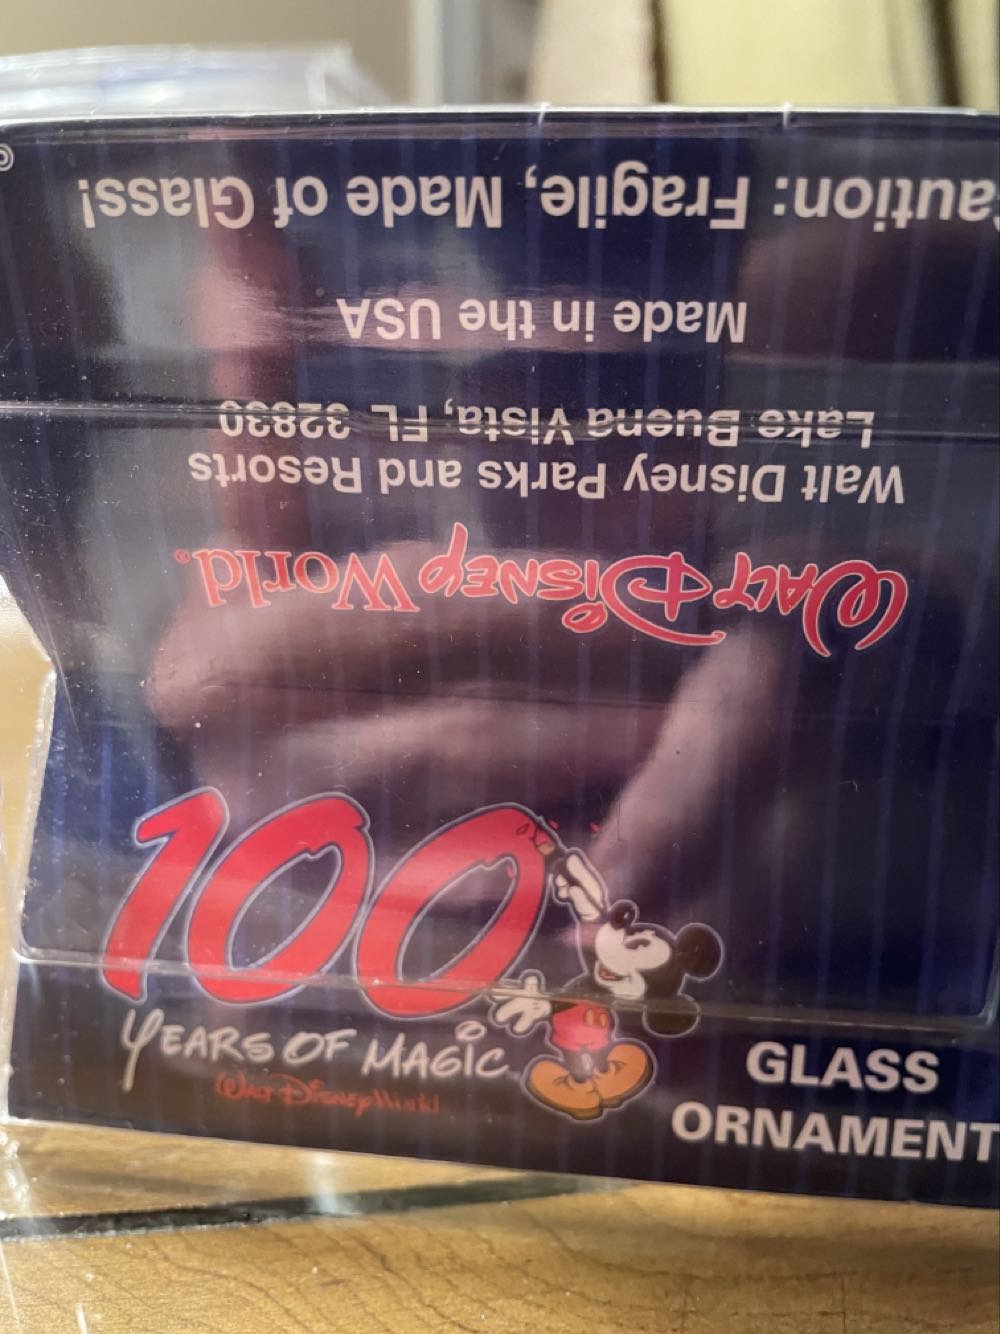 Caution: Fragile, Made of Glass!
Made in the USA
Lake Buena Vista, FL 32830
Walt Disney Parks and Resorts
WALT DISNEY WORLD®
100
YEARS OF MAGIC
WALT DISNEY World
GLASS
ORNAMENT